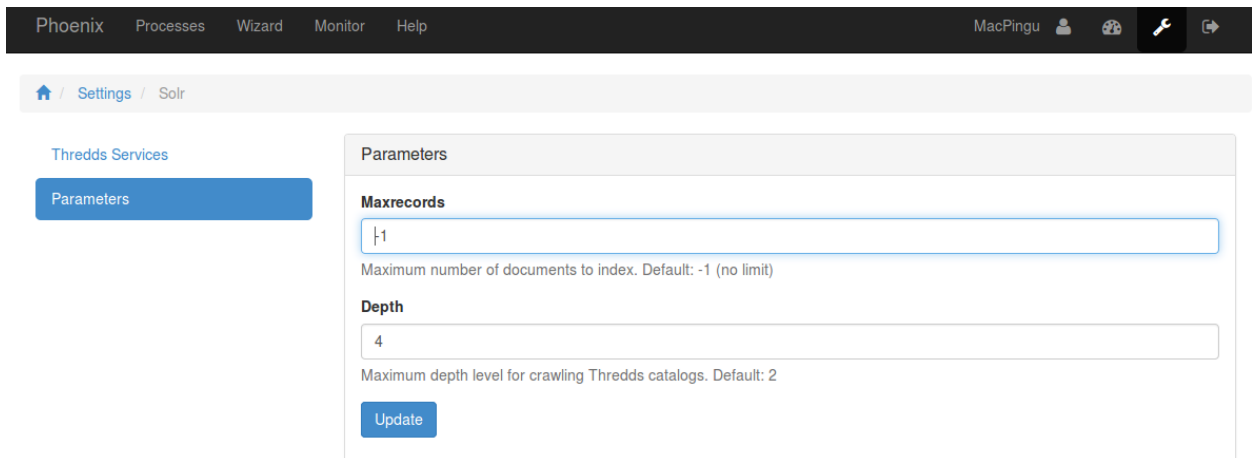 Phoenix Processes Wizard Monitor Help MacPingu
/ Settings / Solr
Thredds Services
Parameters
Parameters
Maxrecords
-1
Maximum number of documents to index. Default: -1 (no limit)
Depth
4
Maximum depth level for crawling Thredds catalogs. Default: 2
Update